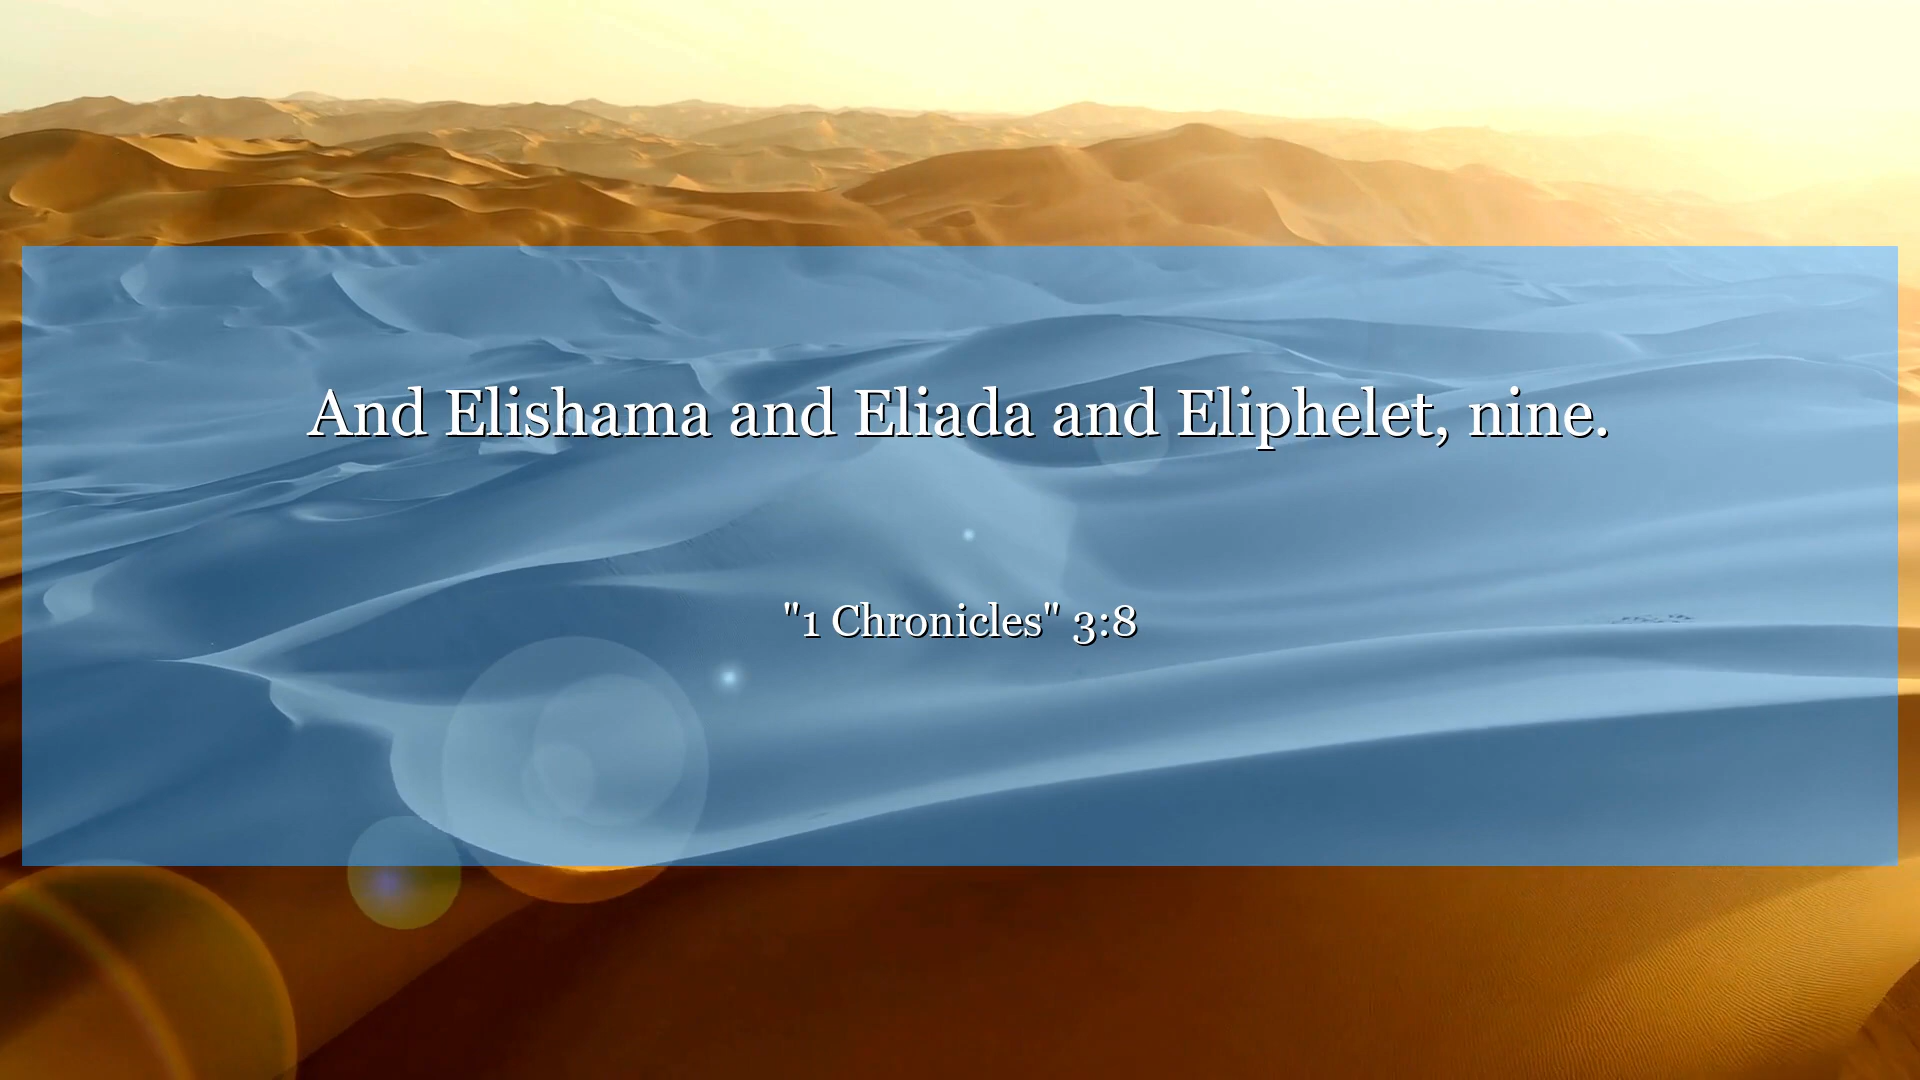 And Elishama and Eliada and Eliphelet, nine.
"1 Chronicles" 3:8